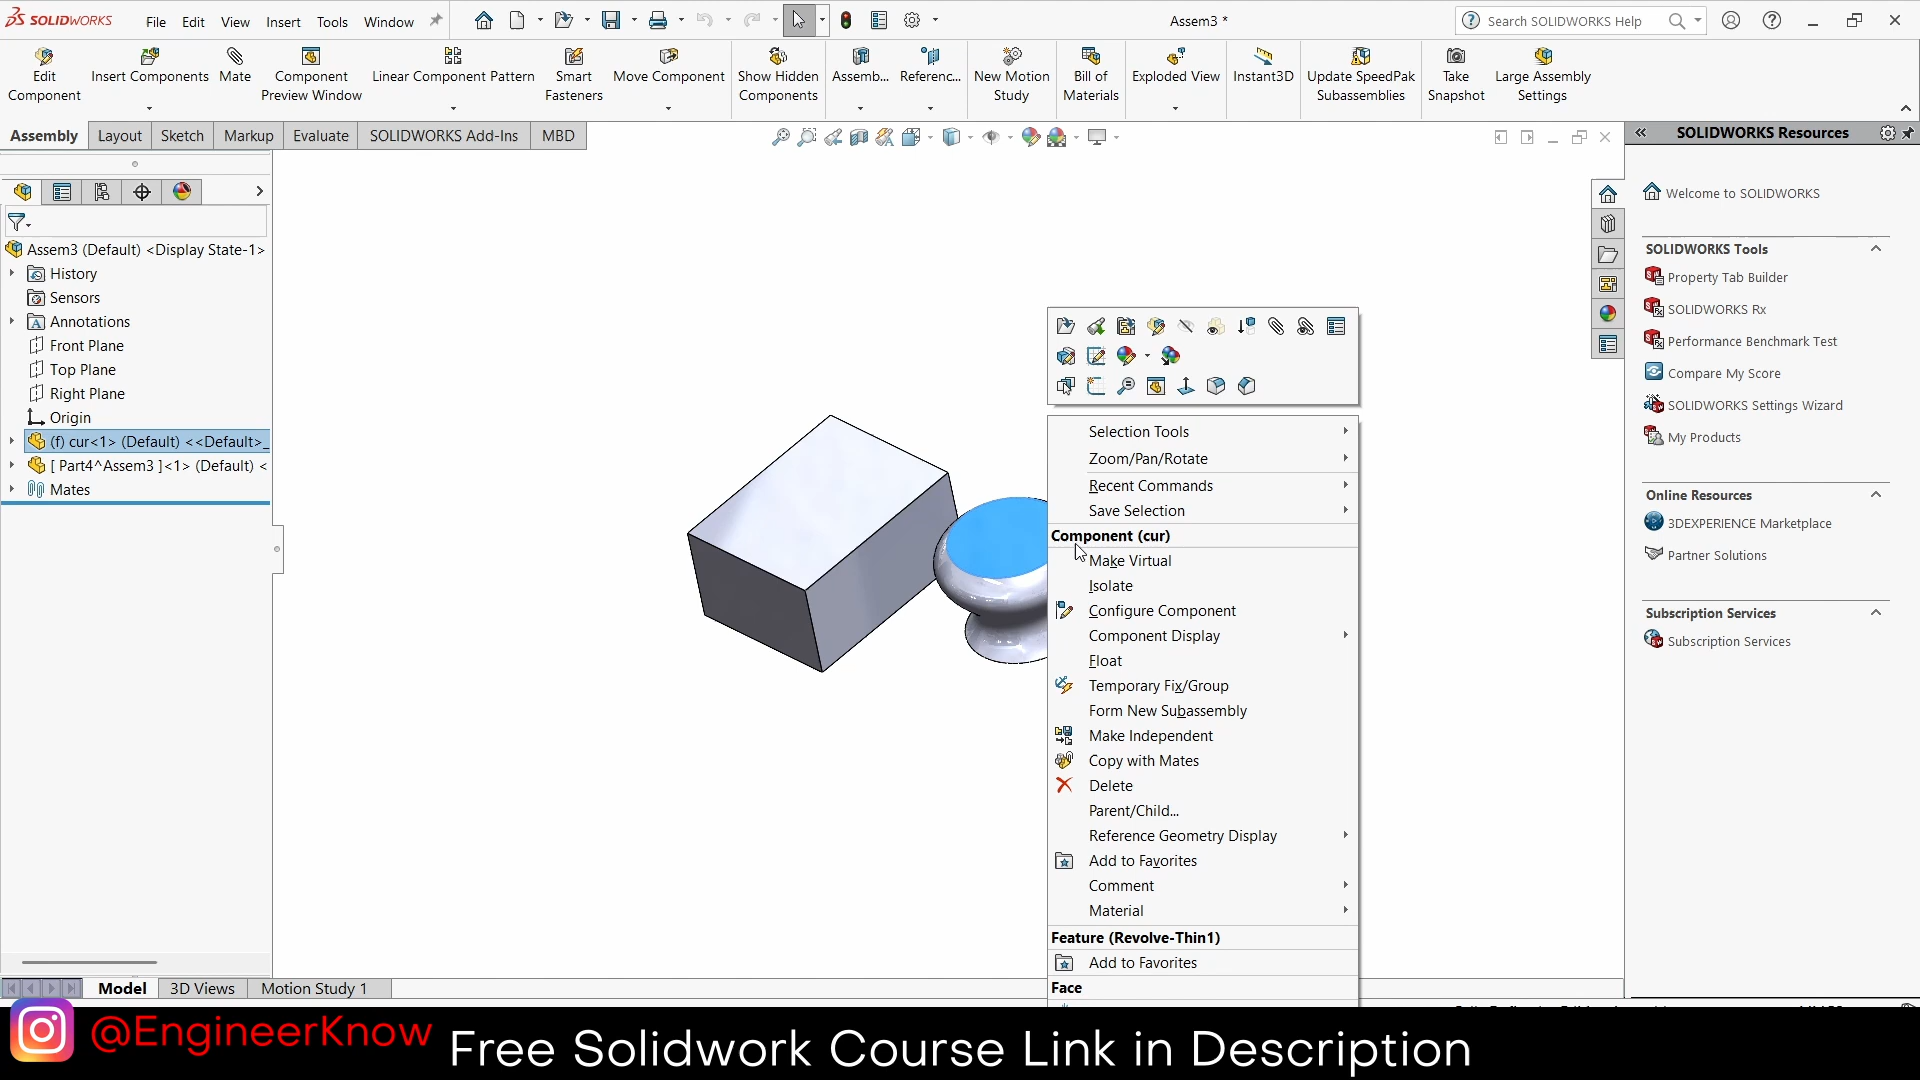 SOLIDWORKS File Edit View Insert Tools Window Assem3 * Search SOLIDWORKS Help
Edit Component
Insert Components
Mate
Component Preview Window
Linear Component Pattern
Smart Fasteners
Move Component
Show Hidden Components
Assemb...
Referenc...
New Motion Study
Bill of Materials
Exploded View
Instant3D
Update SpeedPak Subassemblies
Take Snapshot
Large Assembly Settings
Assembly Layout Sketch Markup Evaluate SOLIDWORKS Add-Ins MBD
Assem3 (Default) <Display State-1>
History
Sensors
Annotations
Front Plane
Top Plane
Right Plane
Origin
(f) cur<1> (Default) <<Default>_
[ Part4^Assem3 ]<1> (Default) <
Mates
Selection Tools
Zoom/Pan/Rotate
Recent Commands
Save Selection
Component (cur)
Make Virtual
Isolate
Configure Component
Component Display
Float
Temporary Fix/Group
Form New Subassembly
Make Independent
Copy with Mates
Delete
Parent/Child...
Reference Geometry Display
Add to Favorites
Comment
Material
Feature (Revolve-Thin1)
Add to Favorites
Face
SOLIDWORKS Resources
Welcome to SOLIDWORKS
SOLIDWORKS Tools
Property Tab Builder
SOLIDWORKS Rx
Performance Benchmark Test
Compare My Score
SOLIDWORKS Settings Wizard
My Products
Online Resources
3DEXPERIENCE Marketplace
Partner Solutions
Subscription Services
Subscription Services
Model 3D Views Motion Study 1
@EngineerKnow Free Solidwork Course Link in Description